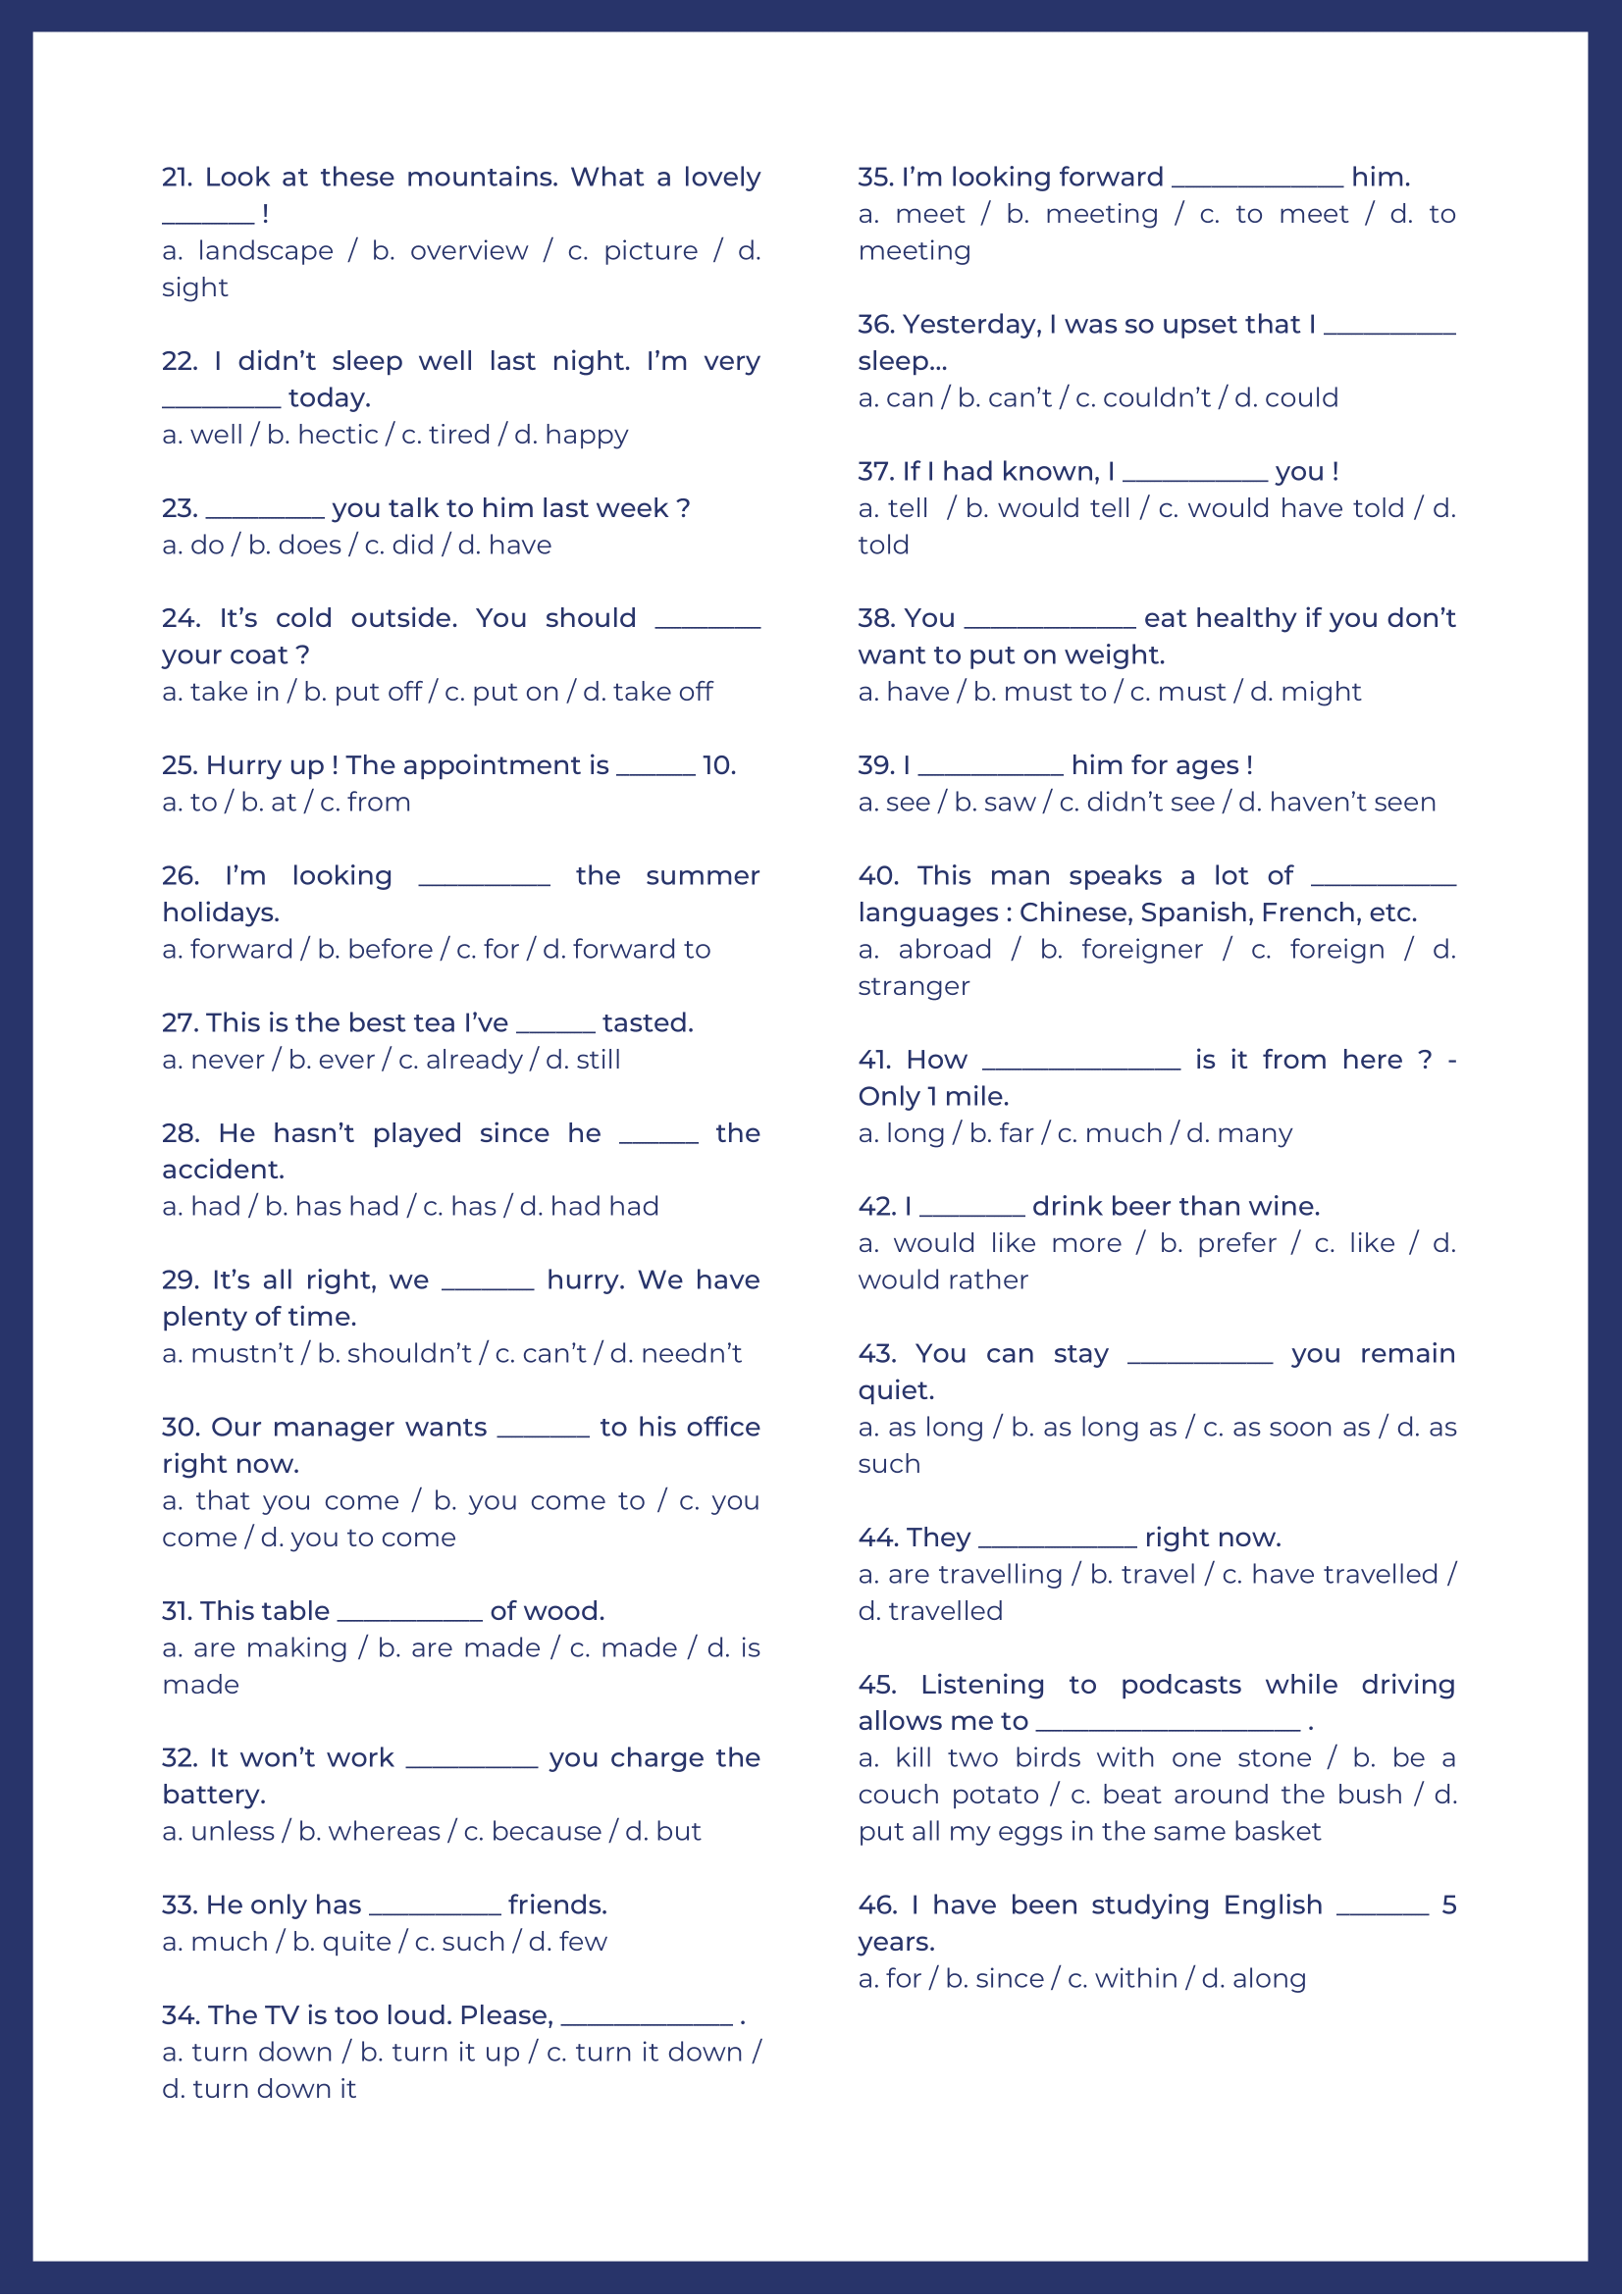 21. Look at these mountains. What a lovely
_______ !
a. landscape / b. overview / c. picture / d.
sight
22. I didn’t sleep well last night. I’m very
_________ today.
a. well / b. hectic / c. tired / d. happy
23. _________ you talk to him last week ?
a. do / b. does / c. did / d. have
24. It’s cold outside. You should ________
your coat ?
a. take in / b. put off / c. put on / d. take off
25. Hurry up ! The appointment is ______ 10.
a. to / b. at / c. from
26. I’m looking __________ the summer
holidays.
a. forward / b. before / c. for / d. forward to
27. This is the best tea I’ve ______ tasted.
a. never / b. ever / c. already / d. still
28. He hasn’t played since he ______ the
accident.
a. had / b. has had / c. has / d. had had
29. It’s all right, we _______ hurry. We have
plenty of time.
a. mustn’t / b. shouldn’t / c. can’t / d. needn’t
30. Our manager wants _______ to his office
right now.
a. that you come / b. you come to / c. you
come / d. you to come
31. This table ___________ of wood.
a. are making / b. are made / c. made / d. is
made
32. It won’t work __________ you charge the
battery.
a. unless / b. whereas / c. because / d. but
33. He only has __________ friends.
a. much / b. quite / c. such / d. few
34. The TV is too loud. Please, _____________ .
a. turn down / b. turn it up / c. turn it down /
d. turn down it
35. I’m looking forward _____________ him.
a. meet / b. meeting / c. to meet / d. to
meeting
36. Yesterday, I was so upset that I __________
sleep...
a. can / b. can’t / c. couldn’t / d. could
37. If I had known, I ___________ you !
a. tell / b. would tell / c. would have told / d.
told
38. You _____________ eat healthy if you don’t
want to put on weight.
a. have / b. must to / c. must / d. might
39. I ___________ him for ages !
a. see / b. saw / c. didn’t see / d. haven’t seen
40. This man speaks a lot of ___________
languages : Chinese, Spanish, French, etc.
a. abroad / b. foreigner / c. foreign / d.
stranger
41. How _______________ is it from here ? -
Only 1 mile.
a. long / b. far / c. much / d. many
42. I ________ drink beer than wine.
a. would like more / b. prefer / c. like / d.
would rather
43. You can stay ___________ you remain
quiet.
a. as long / b. as long as / c. as soon as / d. as
such
44. They ____________ right now.
a. are travelling / b. travel / c. have travelled /
d. travelled
45. Listening to podcasts while driving
allows me to ____________________ .
a. kill two birds with one stone / b. be a
couch potato / c. beat around the bush / d.
put all my eggs in the same basket
46. I have been studying English _______ 5
years.
a. for / b. since / c. within / d. along